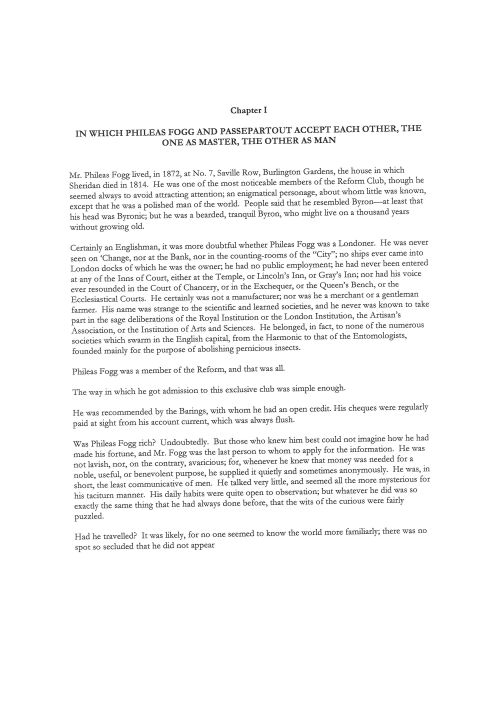 Chapter I
IN WHICH PHILEAS FOGG AND PASSEPARTOUT ACCEPT EACH OTHER, THE
ONE AS MASTER, THE OTHER AS MAN
Mr. Phileas Fogg lived, in 1872, at No. 7, Saville Row, Burlington Gardens, the house in which
Sheridan died in 1814. He was one of the most noticeable members of the Reform Club, though he
seemed always to avoid attracting attention; an enigmatical personage, about whom little was known,
except that he was a polished man of the world. People said that he resembled Byron—at least that
his head was Byronic; but he was a bearded, tranquil Byron, who might live on a thousand years
without growing old.
Certainly an Englishman, it was more doubtful whether Phileas Fogg was a Londoner. He was never
seen on 'Change, nor at the Bank, nor in the counting-rooms of the "City"; no ships ever came into
London docks of which he was the owner; he had no public employment; he had never been entered
at any of the Inns of Court, either at the Temple, or Lincoln's Inn, or Gray's Inn; nor had his voice
ever resounded in the Court of Chancery, or in the Exchequer, or the Queen's Bench, or the
Ecclesiastical Courts. He certainly was not a manufacturer; nor was he a merchant or a gentleman
farmer. His name was strange to the scientific and learned societies, and he never was known to take
part in the sage deliberations of the Royal Institution or the London Institution, the Artisan's
Association, or the Institution of Arts and Sciences. He belonged, in fact, to none of the numerous
societies which swarm in the English capital, from the Harmonic to that of the Entomologists,
founded mainly for the purpose of abolishing pernicious insects.
Phileas Fogg was a member of the Reform, and that was all.
The way in which he got admission to this exclusive club was simple enough.
He was recommended by the Barings, with whom he had an open credit. His cheques were regularly
paid at sight from his account current, which was always flush.
Was Phileas Fogg rich? Undoubtedly. But those who knew him best could not imagine how he had
made his fortune, and Mr. Fogg was the last person to whom to apply for the information. He was
not lavish, nor, on the contrary, avaricious; for, whenever he knew that money was needed for a
noble, useful, or benevolent purpose, he supplied it quietly and sometimes anonymously. He was, in
short, the least communicative of men. He talked very little, and seemed all the more mysterious for
his taciturn manner. His daily habits were quite open to observation; but whatever he did was so
exactly the same thing that he had always done before, that the wits of the curious were fairly
puzzled.
Had he travelled? It was likely, for no one seemed to know the world more familiarly; there was no
spot so secluded that he did not appear